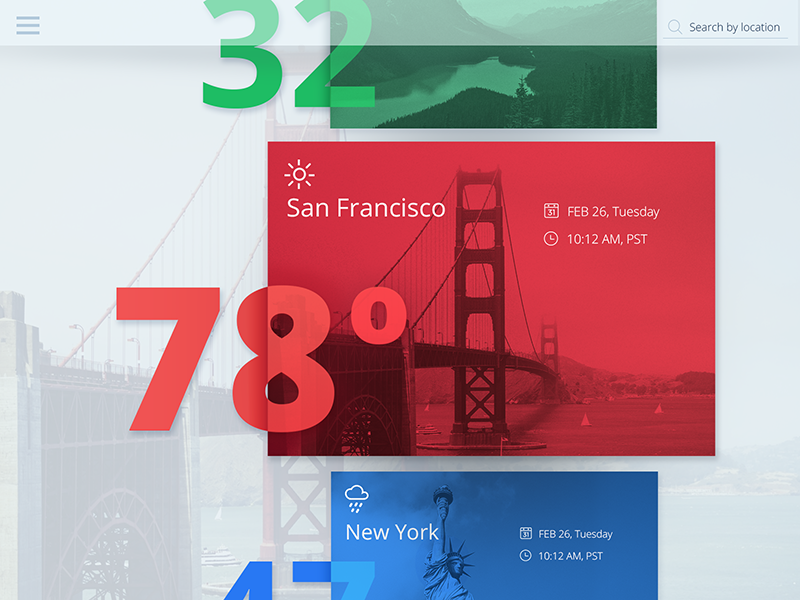 32
Search by location
San Francisco
31 FEB 26, Tuesday
10:12 AM, PST
78°
New York
31 FEB 26, Tuesday
10:12 AM, PST
47